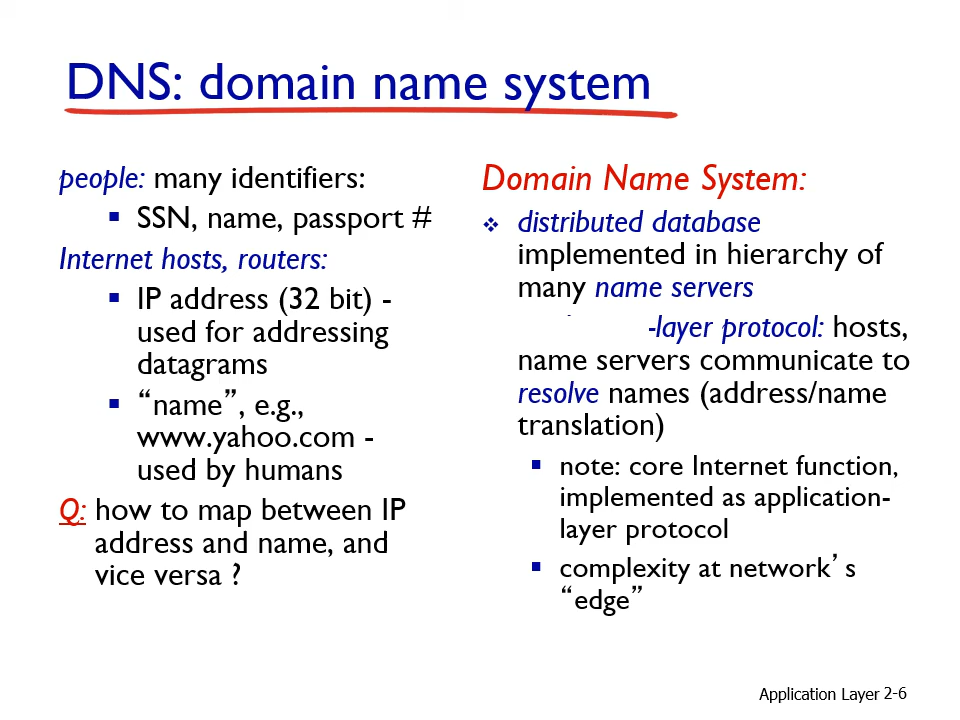 DNS: domain name system
people: many identifiers:
▪ SSN, name, passport #
Internet hosts, routers:
▪ IP address (32 bit) -
used for addressing
datagrams
▪ “name”, e.g.,
www.yahoo.com -
used by humans
Q: how to map between IP
address and name, and
vice versa ?
Domain Name System:
❖ distributed database
implemented in hierarchy of
many name servers
-layer protocol: hosts,
name servers communicate to
resolve names (address/name
translation)
▪ note: core Internet function,
implemented as application-
layer protocol
▪ complexity at network’s
“edge”
Application Layer 2-6